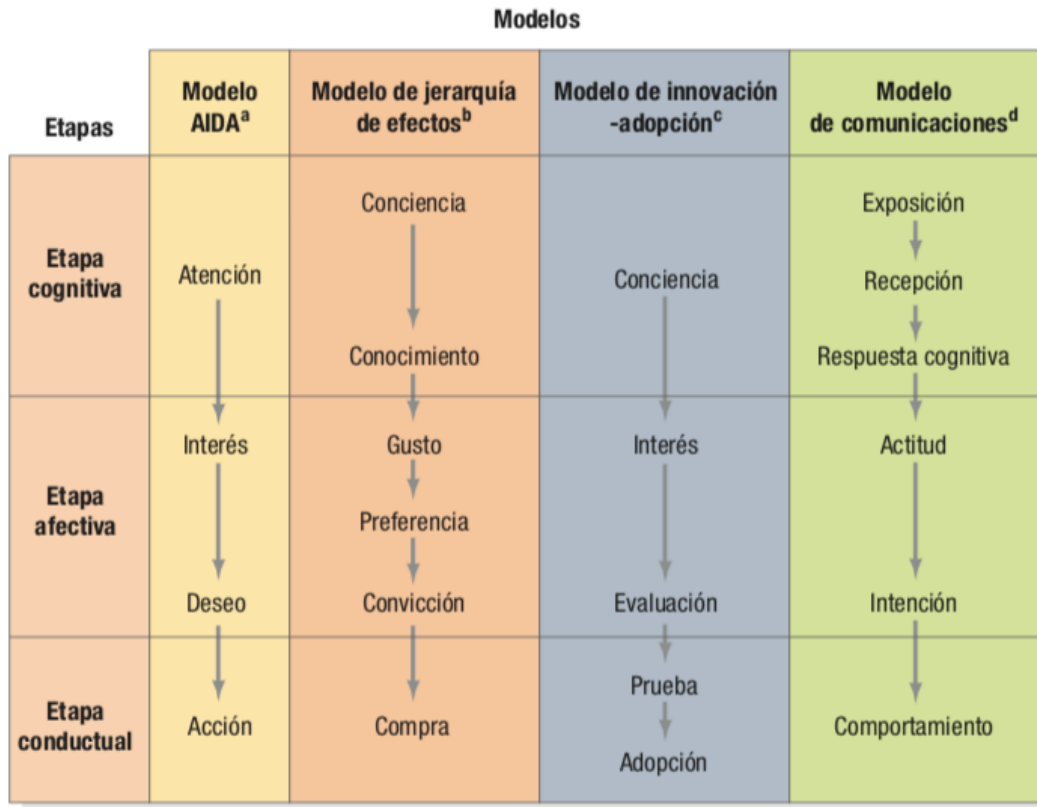 Modelos
Etapas
Modelo
AIDAᵃ
Modelo de jerarquía
de efectosᵇ
Modelo de innovación
-adopciónᶜ
Modelo
de comunicacionesᵈ
Etapa
cognitiva
Atención
Conciencia
Conocimiento
Conciencia
Exposición
Recepción
Respuesta cognitiva
Etapa
afectiva
Interés
Deseo
Gusto
Preferencia
Convicción
Interés
Evaluación
Actitud
Intención
Etapa
conductual
Acción
Compra
Prueba
Adopción
Comportamiento